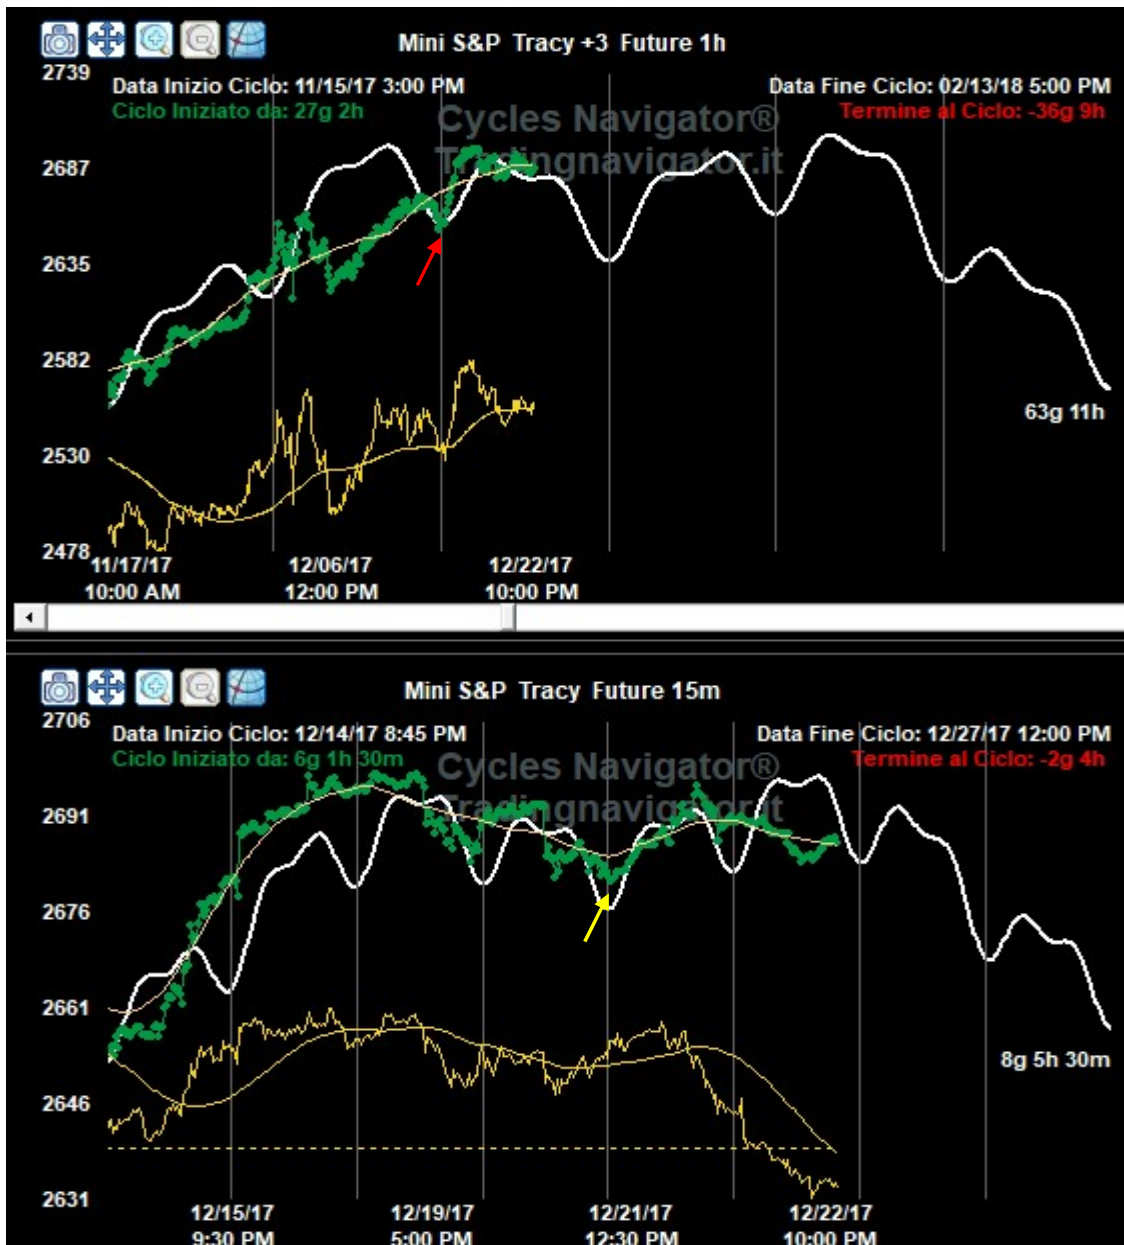 Mini S&P Tracy +3 Future 1h
2739
Data Inizio Ciclo: 11/15/17 3:00 PM
Data Fine Ciclo: 02/13/18 5:00 PM
Ciclo Iniziato da: 27g 2h
Termine al Ciclo: -36g 9h
Cycles Navigator®
Tradingnavigator.it
2687
2635
2582
63g 11h
2530
2478
11/17/17
10:00 AM
12/06/17
12:00 PM
12/22/17
10:00 PM
Mini S&P Tracy Future 15m
2706
Data Inizio Ciclo: 12/14/17 8:45 PM
Data Fine Ciclo: 12/27/17 12:00 PM
Ciclo Iniziato da: 6g 1h 30m
Termine al Ciclo: -2g 4h
Cycles Navigator®
Tradingnavigator.it
2691
2676
2661
8g 5h 30m
2646
2631
12/15/17
9:30 PM
12/19/17
5:00 PM
12/21/17
12:30 PM
12/22/17
10:00 PM